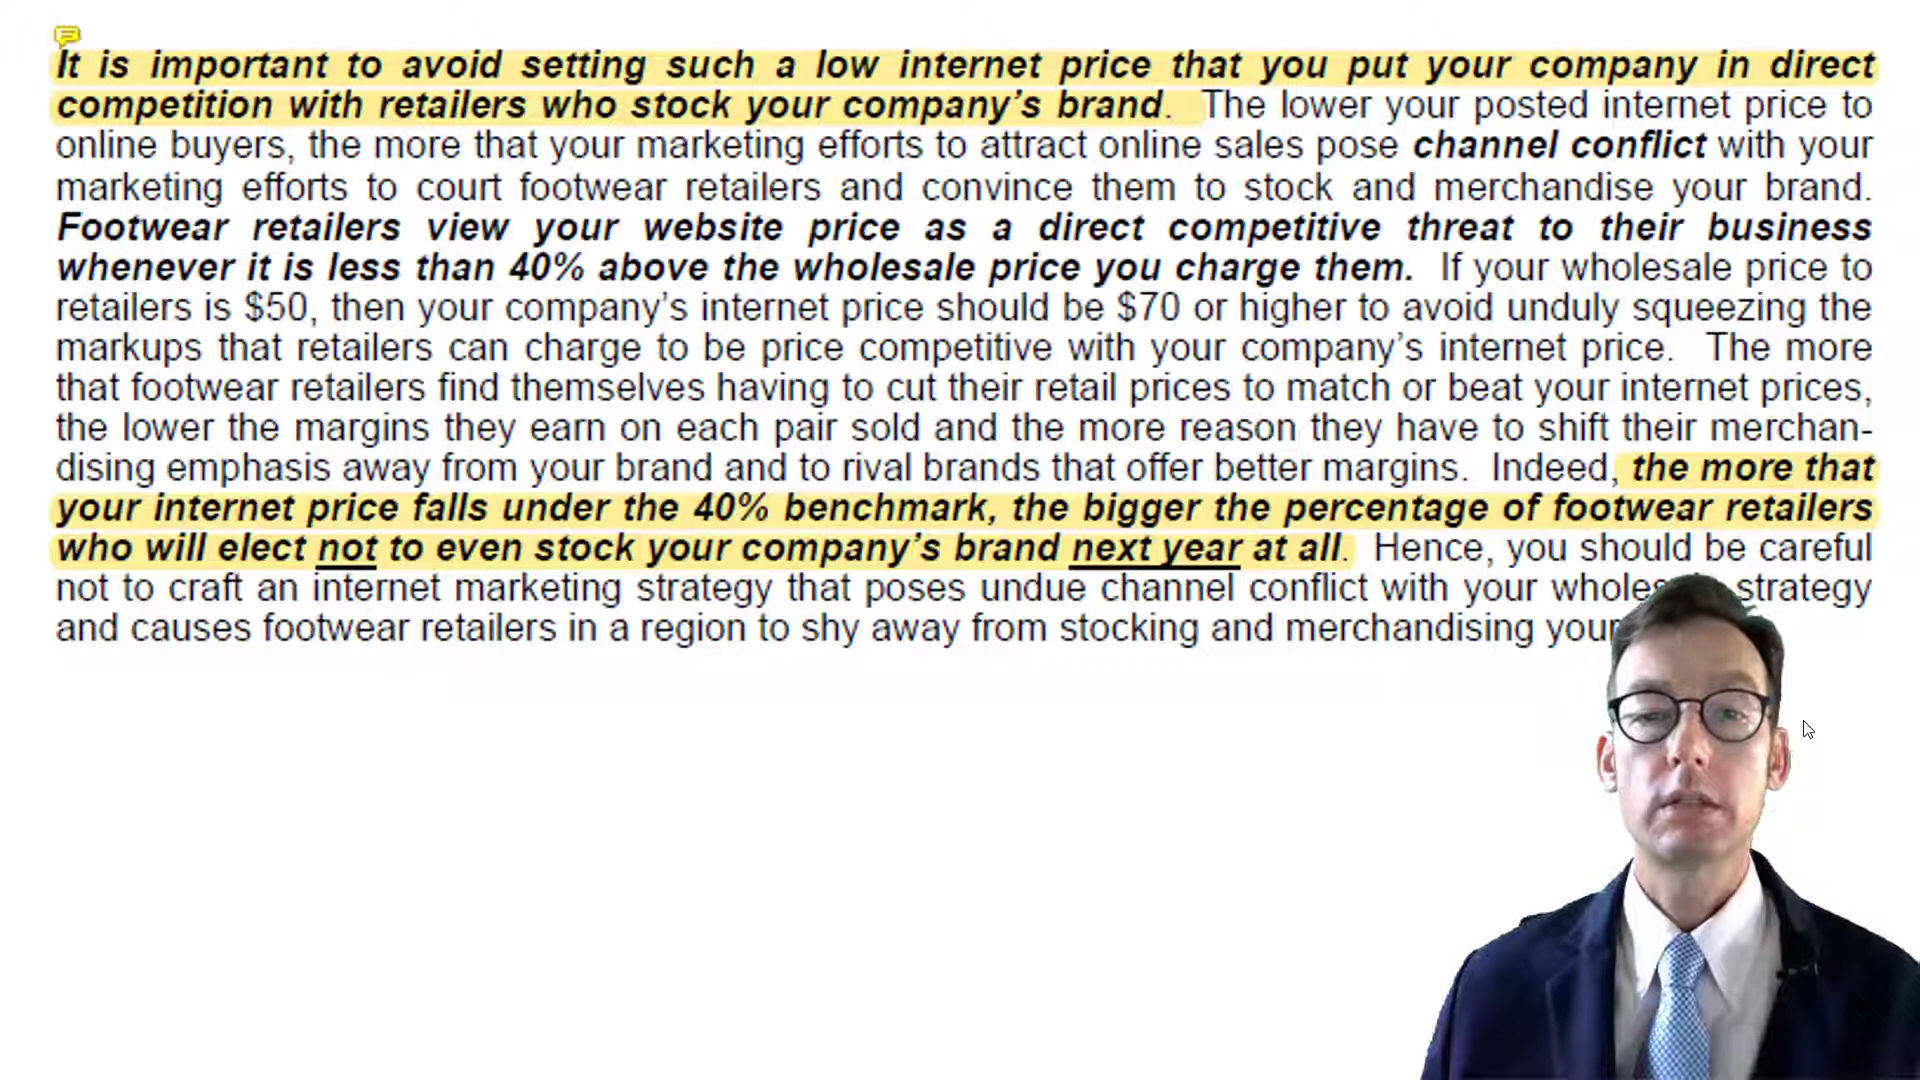 It is important to avoid setting such a low internet price that you put your company in direct
competition with retailers who stock your company's brand. The lower your posted internet price to
online buyers, the more that your marketing efforts to attract online sales pose channel conflict with your
marketing efforts to court footwear retailers and convince them to stock and merchandise your brand.
Footwear retailers view your website price as a direct competitive threat to their business
whenever it is less than 40% above the wholesale price you charge them. If your wholesale price to
retailers is $50, then your company's internet price should be $70 or higher to avoid unduly squeezing the
markups that retailers can charge to be price competitive with your company's internet price. The more
that footwear retailers find themselves having to cut their retail prices to match or beat your internet prices,
the lower the margins they earn on each pair sold and the more reason they have to shift their merchan-
dising emphasis away from your brand and to rival brands that offer better margins. Indeed, the more that
your internet price falls under the 40% benchmark, the bigger the percentage of footwear retailers
who will elect not to even stock your company's brand next year at all. Hence, you should be careful
not to craft an internet marketing strategy that poses undue channel conflict with your strategy
and causes footwear retailers in a region to shy away from stocking and merchandising your